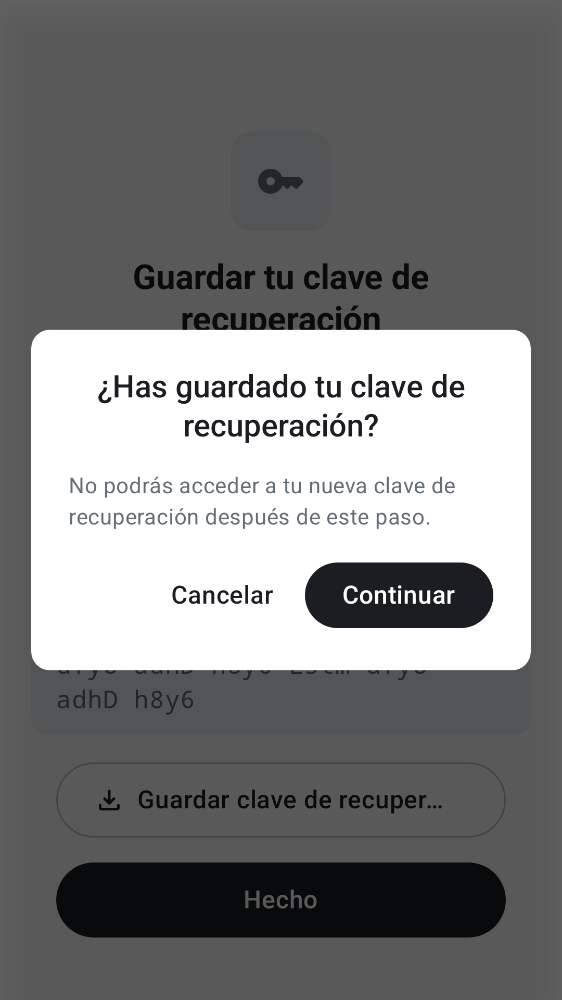 Guardar tu clave de
recuperación
¿Has guardado tu clave de
recuperación?
No podrás acceder a tu nueva clave de
recuperación después de este paso.
Cancelar
Continuar
adhD h8y6
Guardar clave de recuper…
Hecho